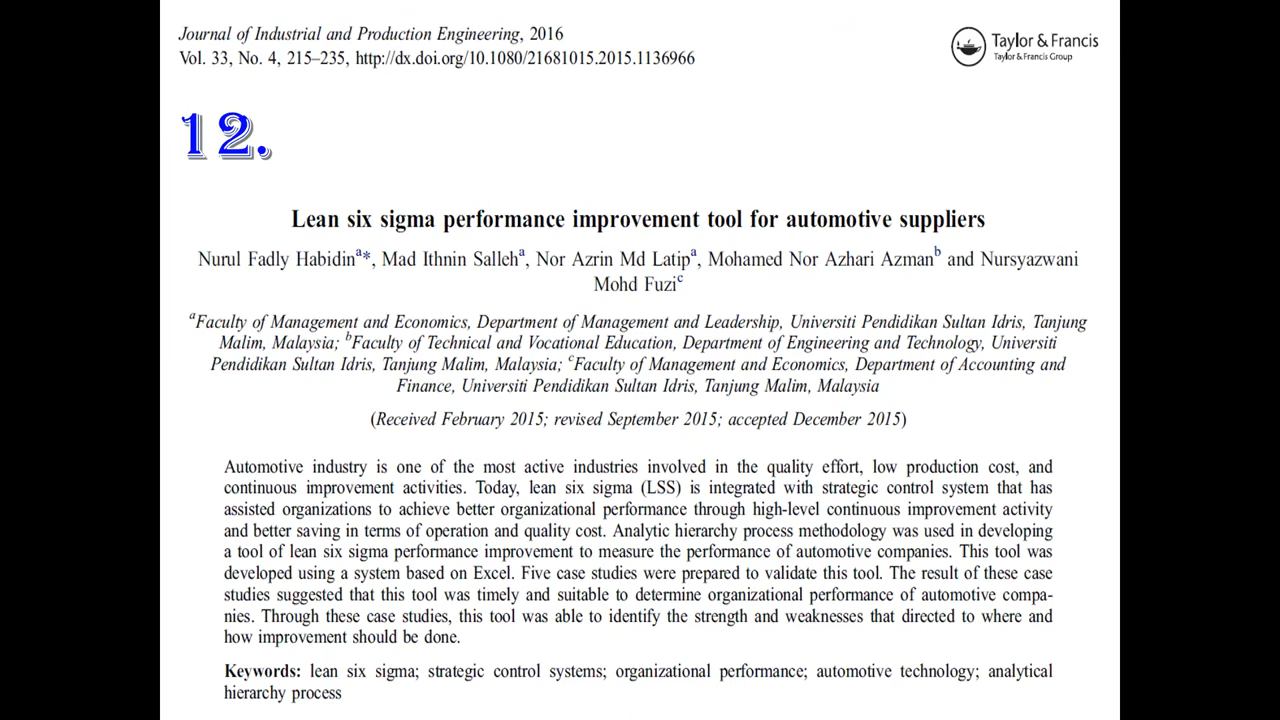 Journal of Industrial and Production Engineering, 2016
Vol. 33, No. 4, 215–235, http://dx.doi.org/10.1080/21681015.2015.1136966
Taylor & Francis
Taylor & Francis Group
12.
Lean six sigma performance improvement tool for automotive suppliers
Nurul Fadly Habidinᵃ*, Mad Ithnin Sallehᵃ, Nor Azrin Md Latipᵃ, Mohamed Nor Azhari Azmanᵇ and Nursyazwani
Mohd Fuziᶜ
ᵃFaculty of Management and Economics, Department of Management and Leadership, Universiti Pendidikan Sultan Idris, Tanjung
Malim, Malaysia; ᵇFaculty of Technical and Vocational Education, Department of Engineering and Technology, Universiti
Pendidikan Sultan Idris, Tanjung Malim, Malaysia; ᶜFaculty of Management and Economics, Department of Accounting and
Finance, Universiti Pendidikan Sultan Idris, Tanjung Malim, Malaysia
(Received February 2015; revised September 2015; accepted December 2015)
Automotive industry is one of the most active industries involved in the quality effort, low production cost, and
continuous improvement activities. Today, lean six sigma (LSS) is integrated with strategic control system that has
assisted organizations to achieve better organizational performance through high-level continuous improvement activity
and better saving in terms of operation and quality cost. Analytic hierarchy process methodology was used in developing
a tool of lean six sigma performance improvement to measure the performance of automotive companies. This tool was
developed using a system based on Excel. Five case studies were prepared to validate this tool. The result of these case
studies suggested that this tool was timely and suitable to determine organizational performance of automotive compa-
nies. Through these case studies, this tool was able to identify the strength and weaknesses that directed to where and
how improvement should be done.
Keywords: lean six sigma; strategic control systems; organizational performance; automotive technology; analytical
hierarchy process